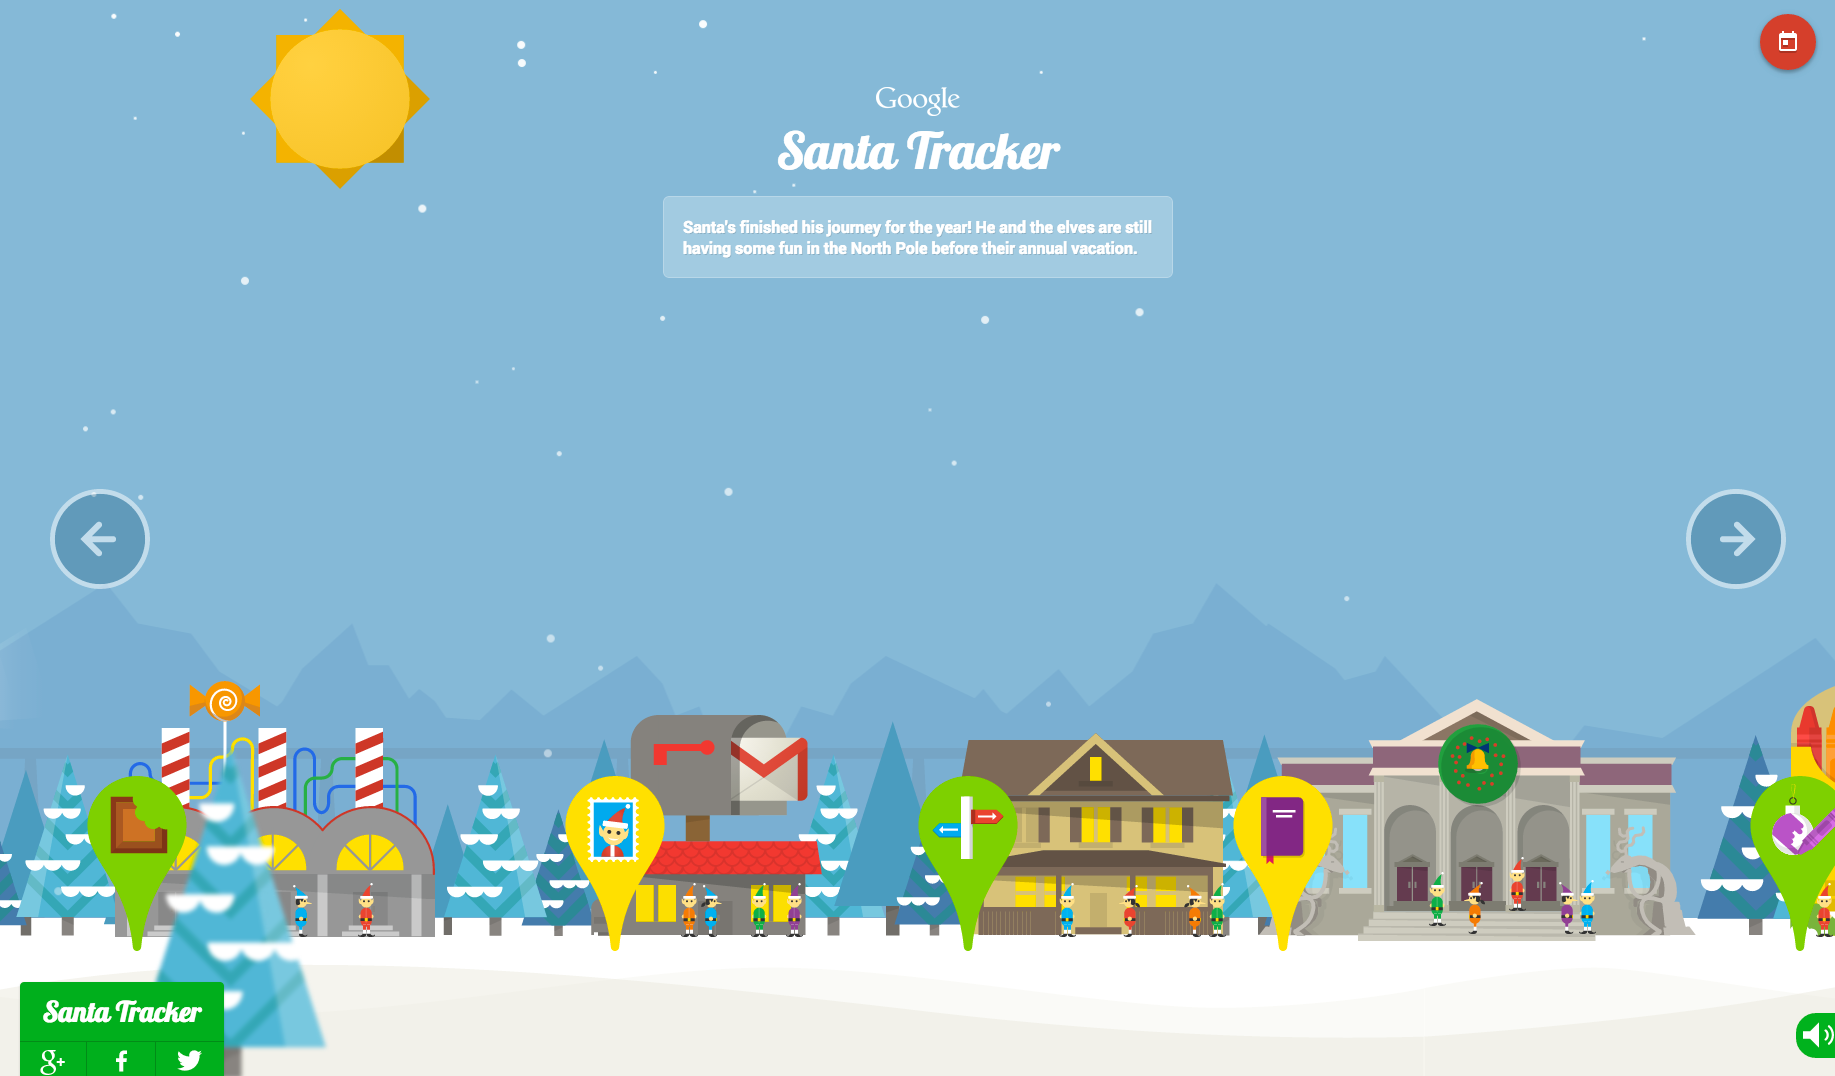 Google
Santa Tracker
Santa's finished his journey for the year! He and the elves are still
having some fun in the North Pole before their annual vacation.
Santa Tracker
g+